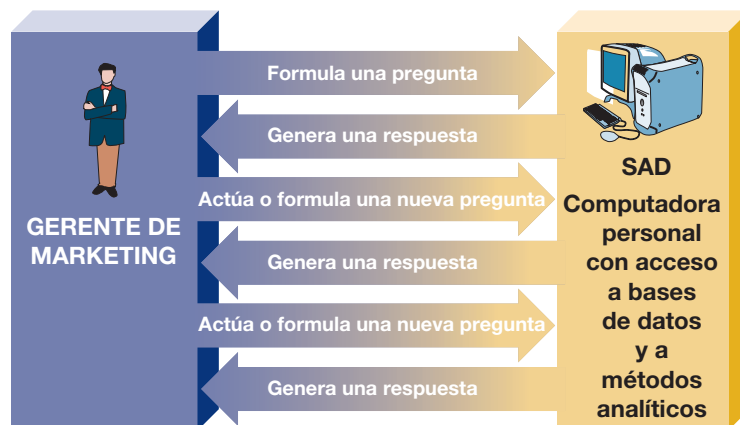 Formula una pregunta
Genera una respuesta
Actúa o formula una nueva pregunta
Genera una respuesta
Actúa o formula una nueva pregunta
Genera una respuesta
GERENTE DE
MARKETING
SAD
Computadora
personal
con acceso
a bases
de datos
y a
métodos
analíticos